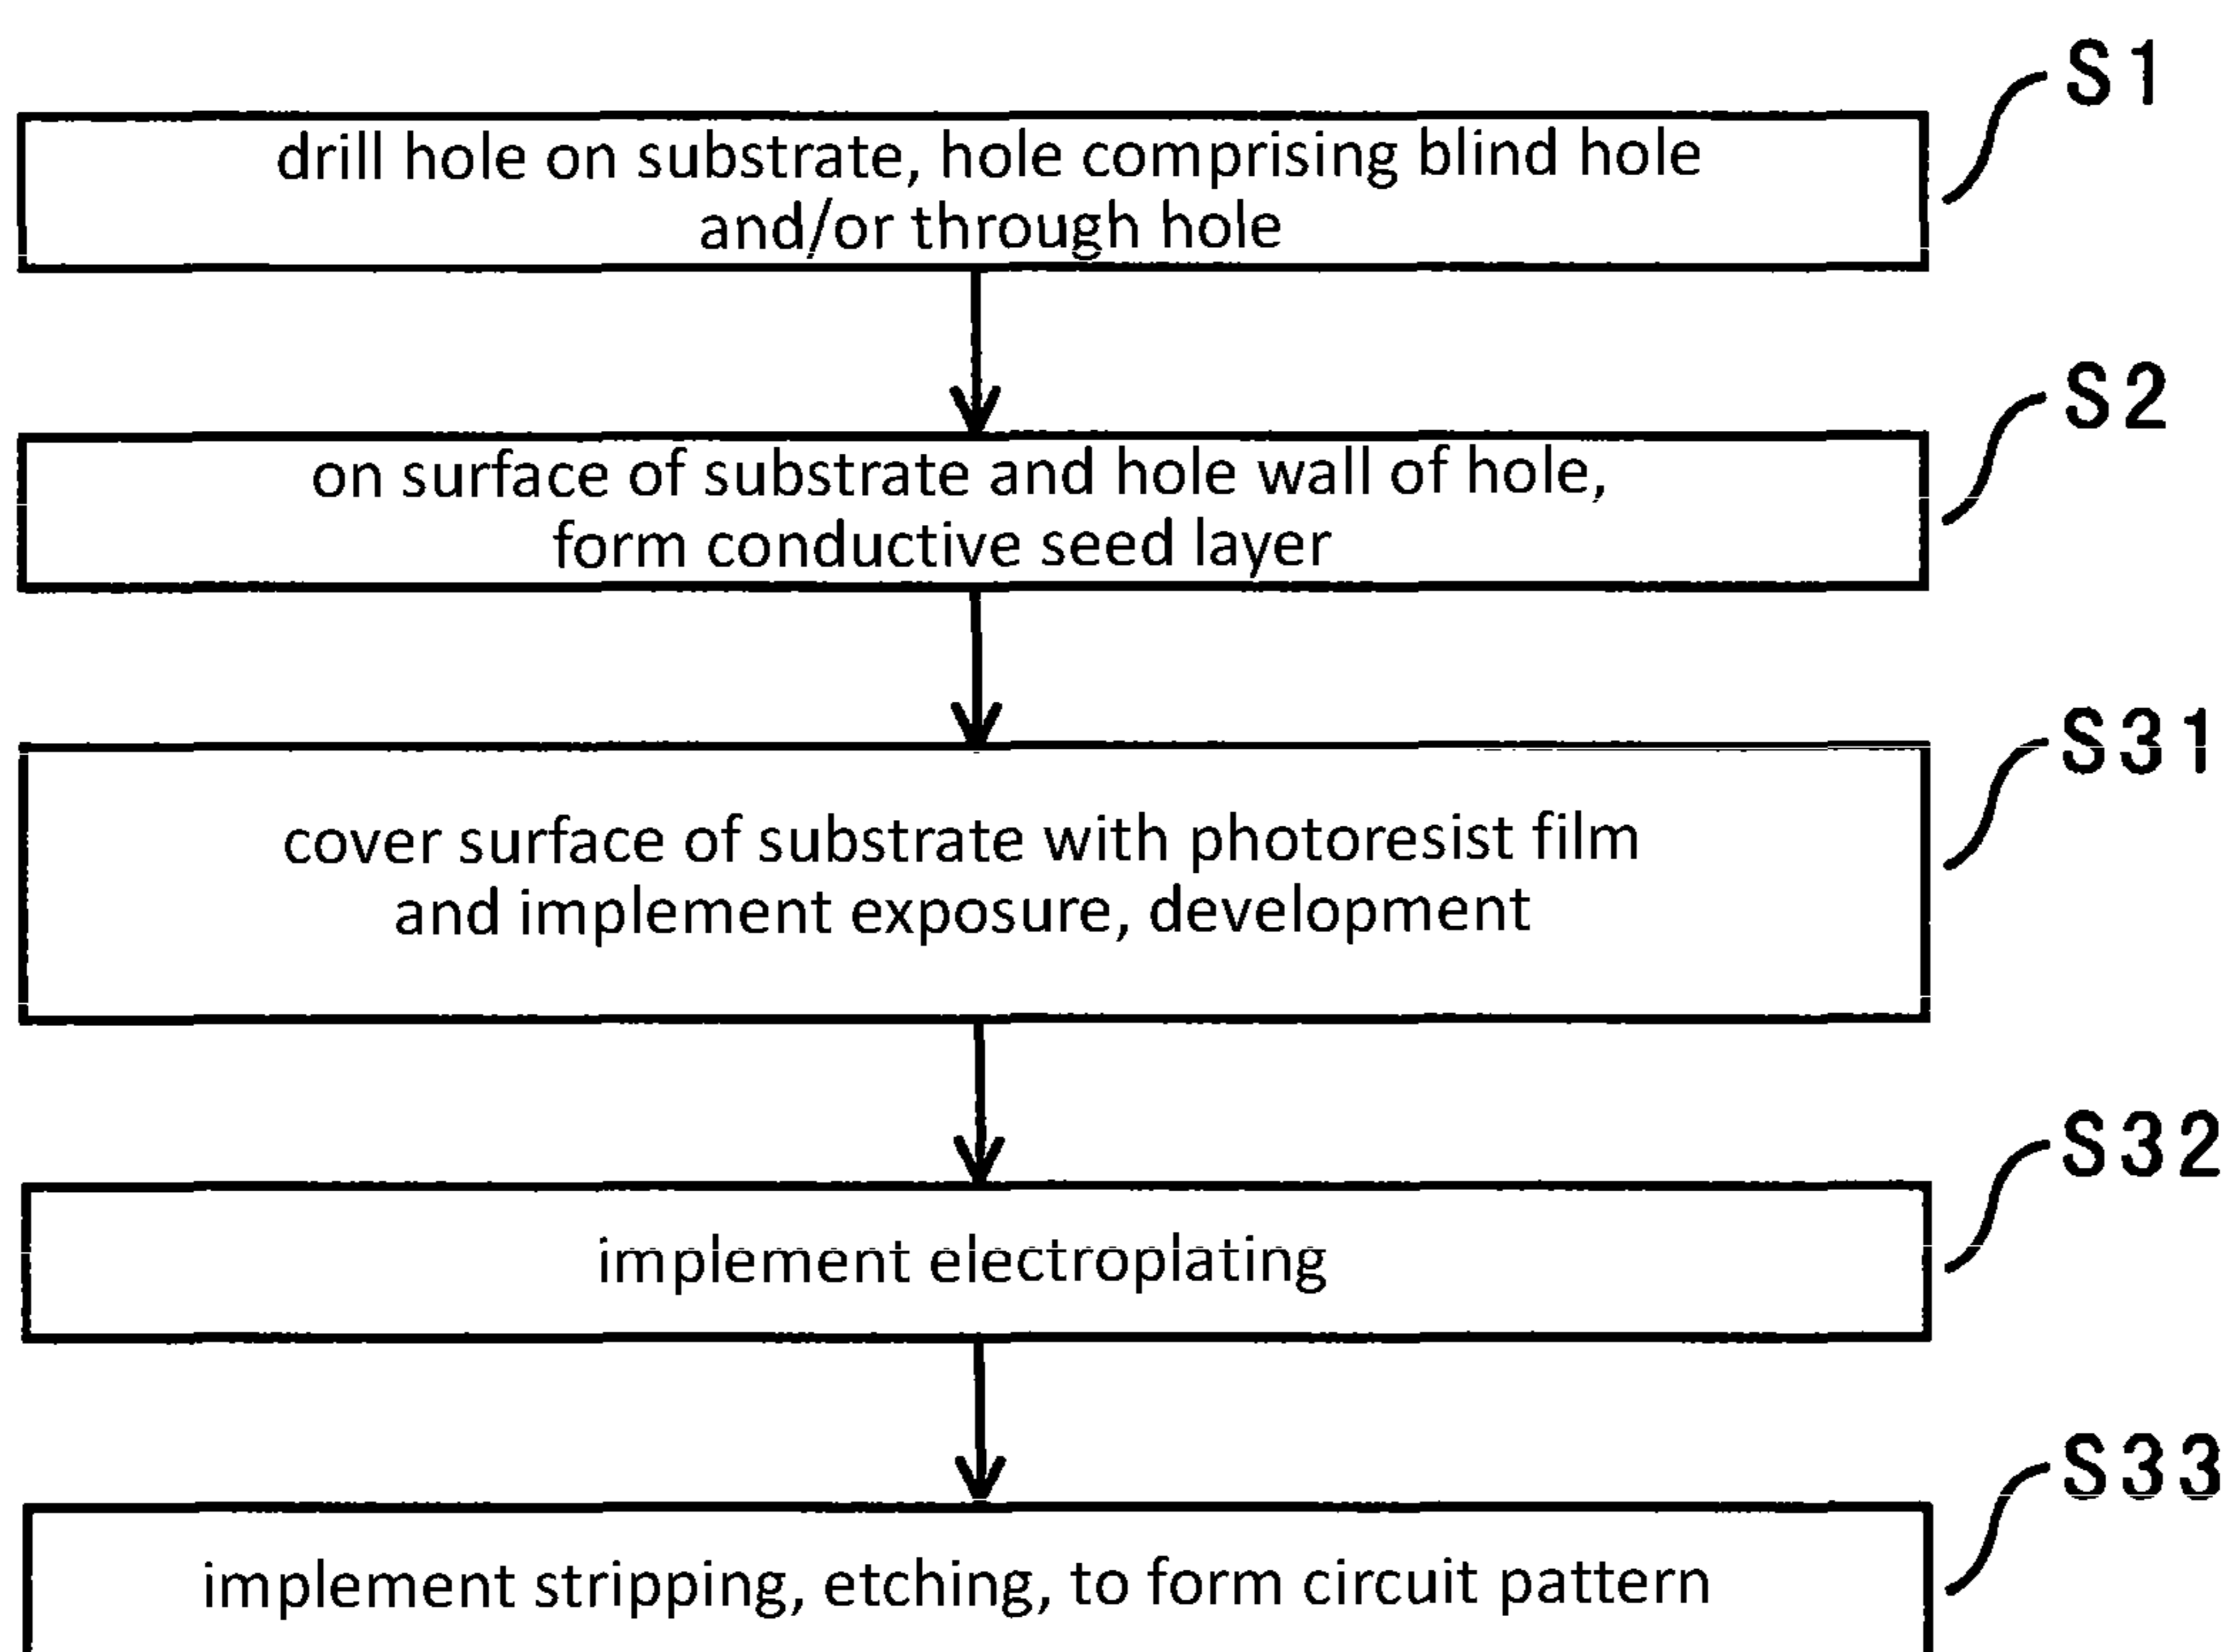 S1
drill hole on substrate, hole comprising blind hole
and/or through hole
S2
on surface of substrate and hole wall of hole,
form conductive seed layer
S31
cover surface of substrate with photoresist film
and implement exposure, development
S32
implement electroplating
S33
implement stripping, etching, to form circuit pattern